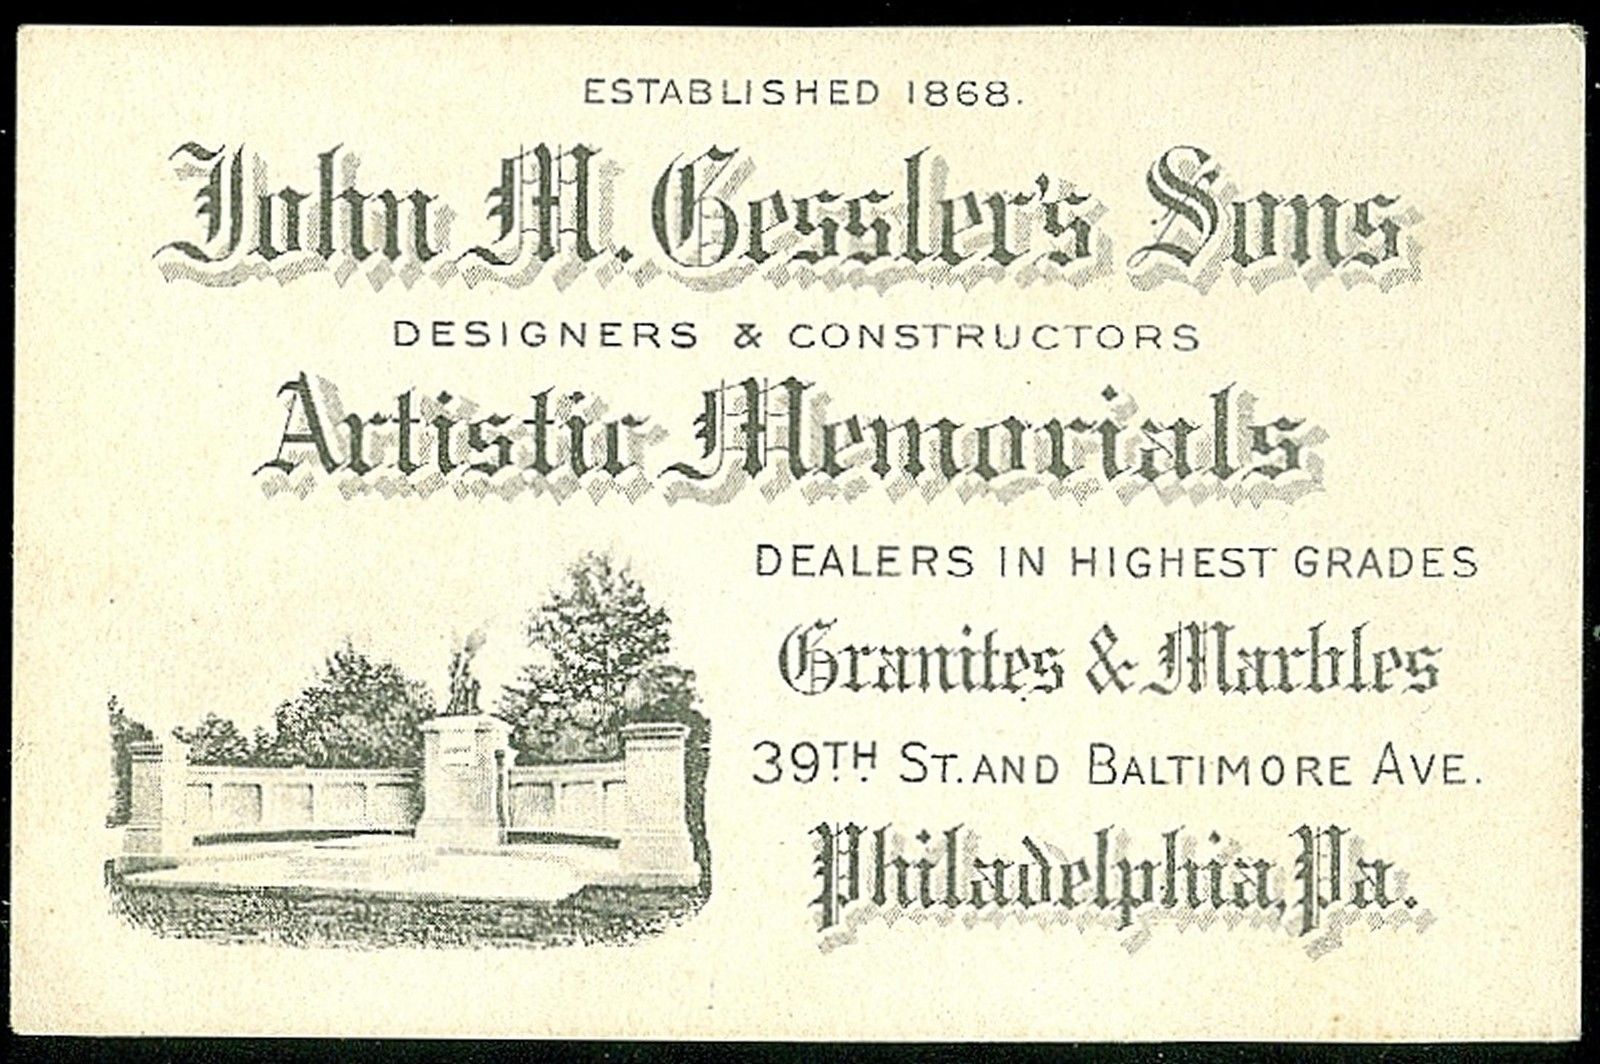 ESTABLISHED 1868.
John M. Gessler's Sons
DESIGNERS & CONSTRUCTORS
Artistic Memorials
DEALERS IN HIGHEST GRADES
Granites & Marbles
39TH ST. AND BALTIMORE AVE.
Philadelphia, Pa.